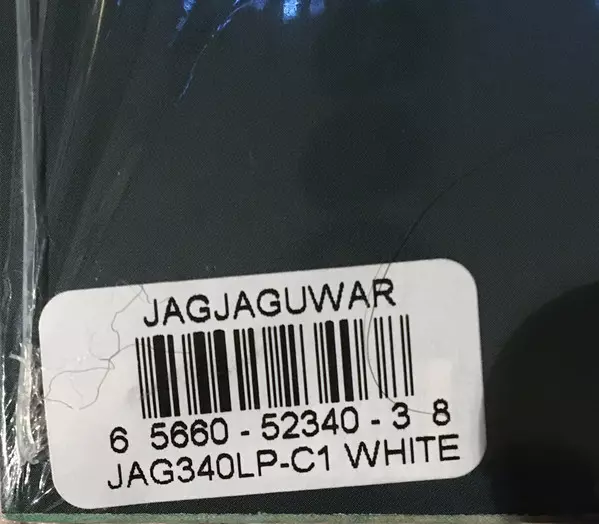 JAGJAGUWAR
6 5660 - 52340 - 3 8
JAG340LP-C1 WHITE